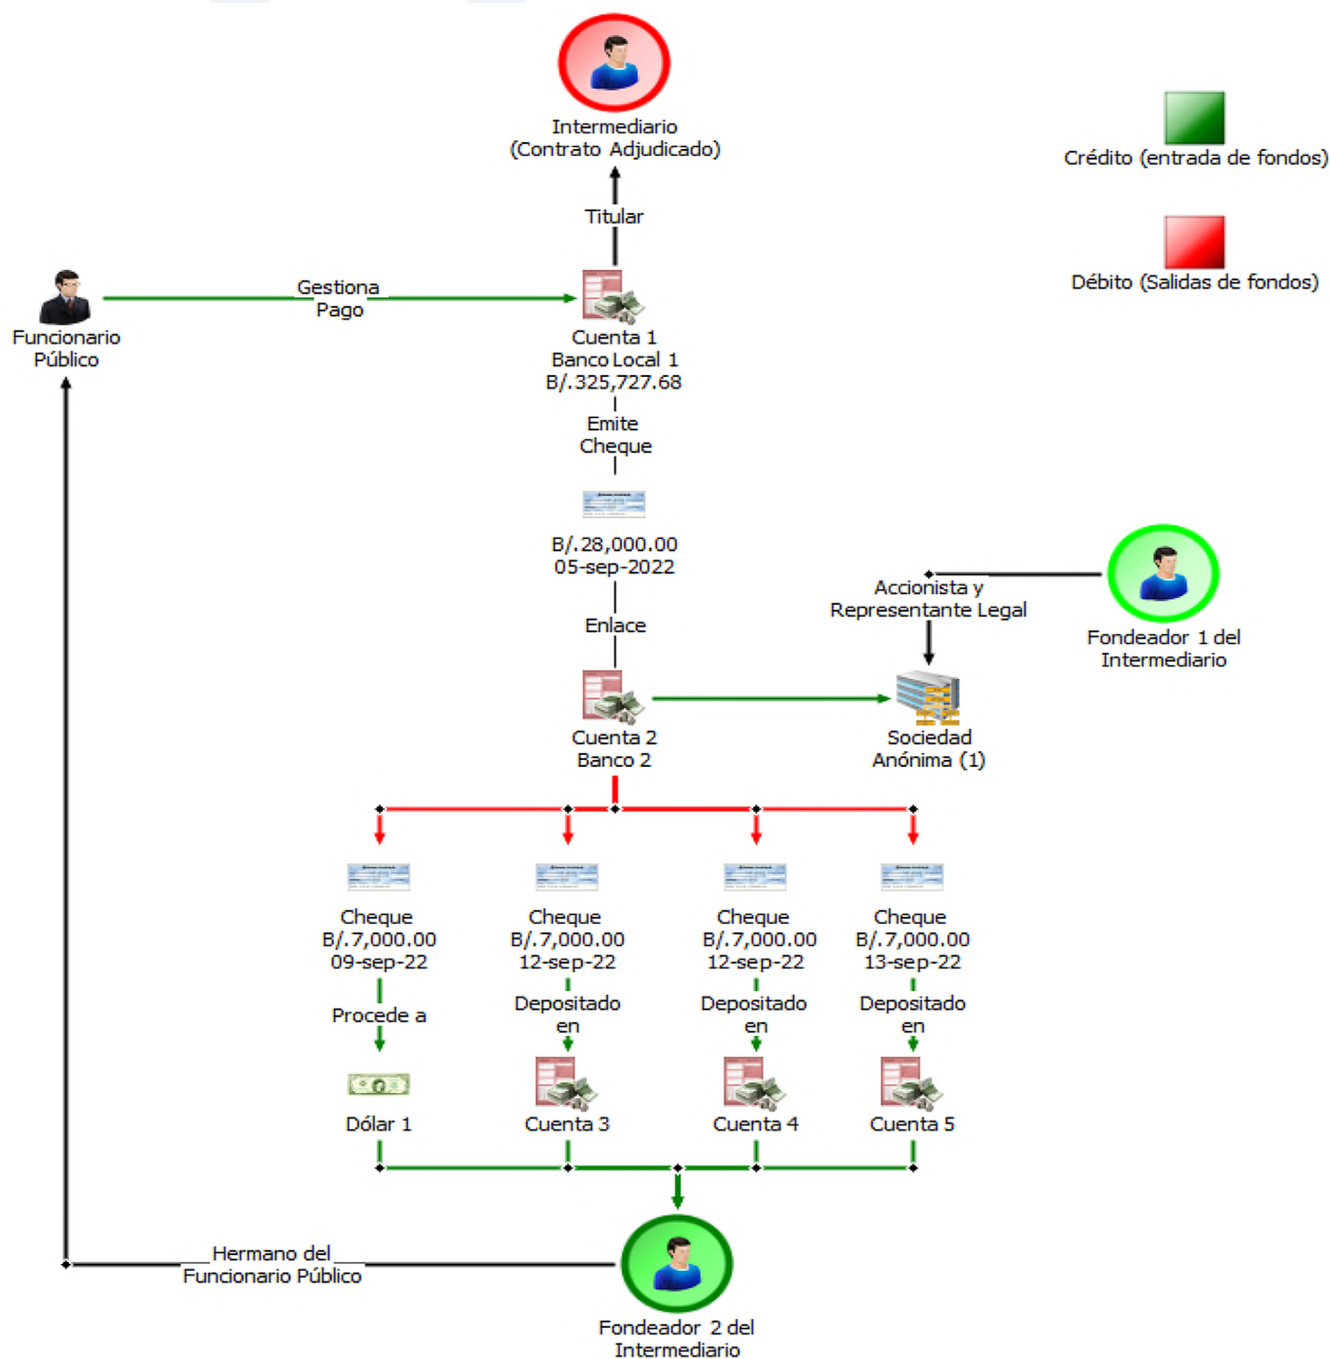 Intermediario
(Contrato Adjudicado)
Crédito (entrada de fondos)
Titular
Débito (Salidas de fondos)
Gestiona
Pago
Funcionario
Público
Cuenta 1
Banco Local 1
B/.325,727.68
Emite
Cheque
B/.28,000.00
05-sep-2022
Enlace
Accionista y
Representante Legal
Fondeador 1 del
Intermediario
Cuenta 2
Banco 2
Sociedad
Anónima (1)
Cheque
B/.7,000.00
09-sep-22
Cheque
B/.7,000.00
12-sep-22
Cheque
B/.7,000.00
12-sep-22
Cheque
B/.7,000.00
13-sep-22
Procede a
Depositado
en
Depositado
en
Depositado
en
Dólar 1
Cuenta 3
Cuenta 4
Cuenta 5
Hermano del
Funcionario Público
Fondeador 2 del
Intermediario